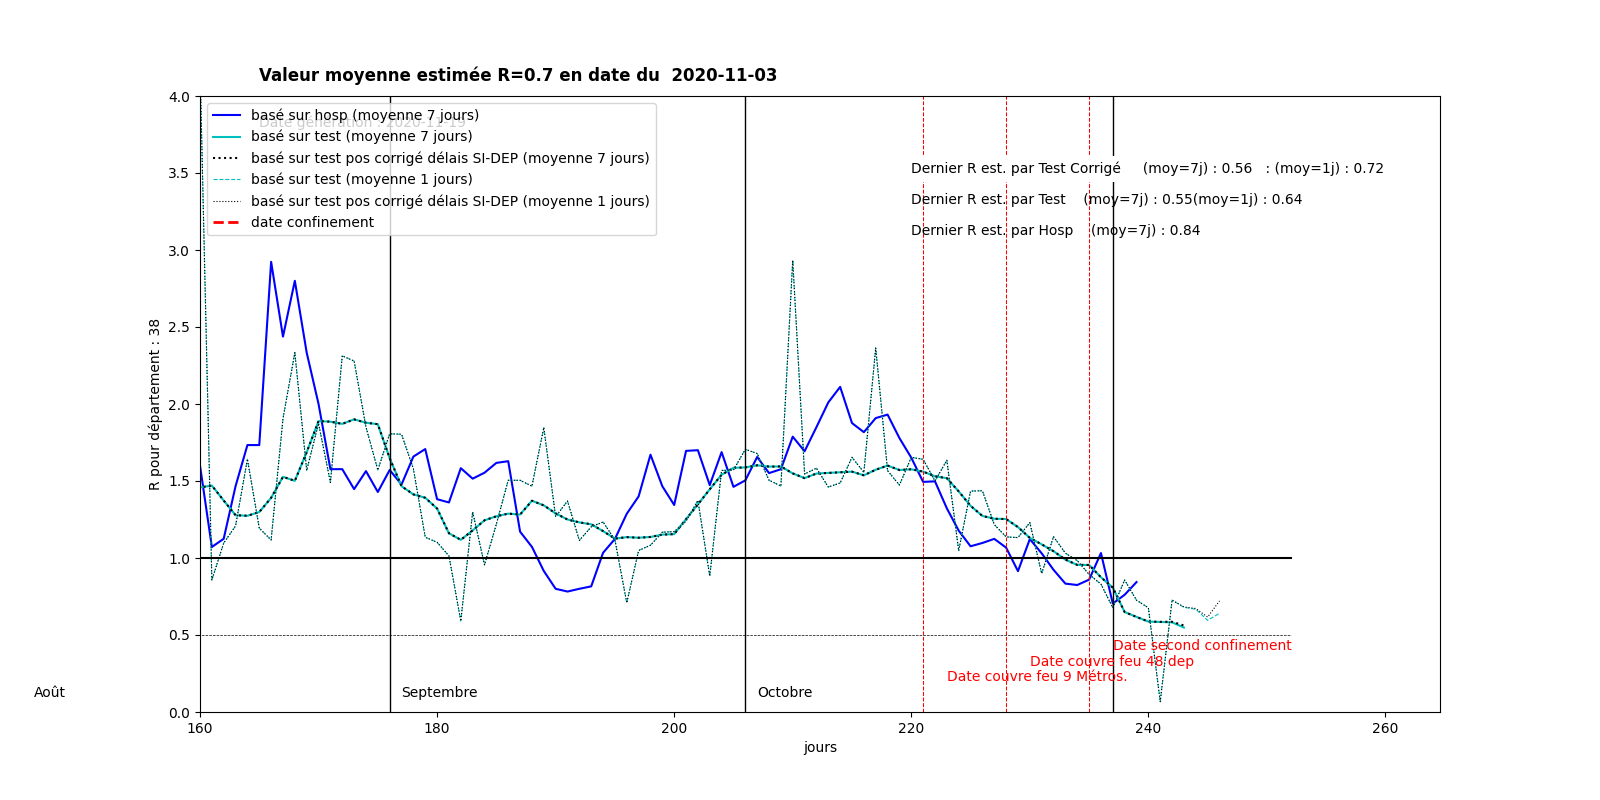 Valeur moyenne estimée R=0.7 en date du  2020-11-03
Date génération : 2020-11-19
basé sur hosp (moyenne 7 jours)
basé sur test (moyenne 7 jours)
basé sur test pos corrigé délais SI-DEP (moyenne 7 jours)
basé sur test (moyenne 1 jours)
basé sur test pos corrigé délais SI-DEP (moyenne 1 jours)
date confinement
Dernier R est. par Test Corrigé     (moy=7j) : 0.56   : (moy=1j) : 0.72
Dernier R est. par Test    (moy=7j) : 0.55(moy=1j) : 0.64
Dernier R est. par Hosp    (moy=7j) : 0.84
R pour département : 38
4.0
3.5
3.0
2.5
2.0
1.5
1.0
0.5
0.0
Date second confinement
Date couvre feu 48 dep
Date couvre feu 9 Métros.
Août
Septembre
Octobre
160
180
200
220
240
260
jours